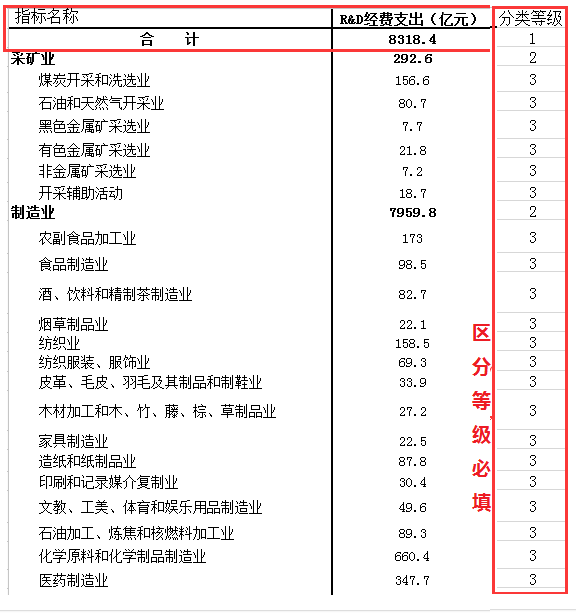 指标名称 R&D经费支出（亿元） 分类等级
合 计 8318.4 1
采矿业 292.6 2
煤炭开采和洗选业 156.6 3
石油和天然气开采业 80.7 3
黑色金属矿采选业 7.7 3
有色金属矿采选业 21.8 3
非金属矿采选业 7.2 3
开采辅助活动 18.7 3
制造业 7959.8 2
农副食品加工业 173 3
食品制造业 98.5 3
酒、饮料和精制茶制造业 82.7 3
烟草制品业 22.1 3
纺织业 158.5 3
纺织服装、服饰业 69.3 3
皮革、毛皮、羽毛及其制品和制鞋业 33.9 3
木材加工和木、竹、藤、棕、草制品业 27.2 3
家具制造业 22.5 3
造纸和纸制品业 87.8 3
印刷和记录媒介复制业 30.4 3
文教、工美、体育和娱乐用品制造业 49.6 3
石油加工、炼焦和核燃料加工业 89.3 3
化学原料和化学制品制造业 660.4 3
医药制造业 347.7 3
区分等级必填